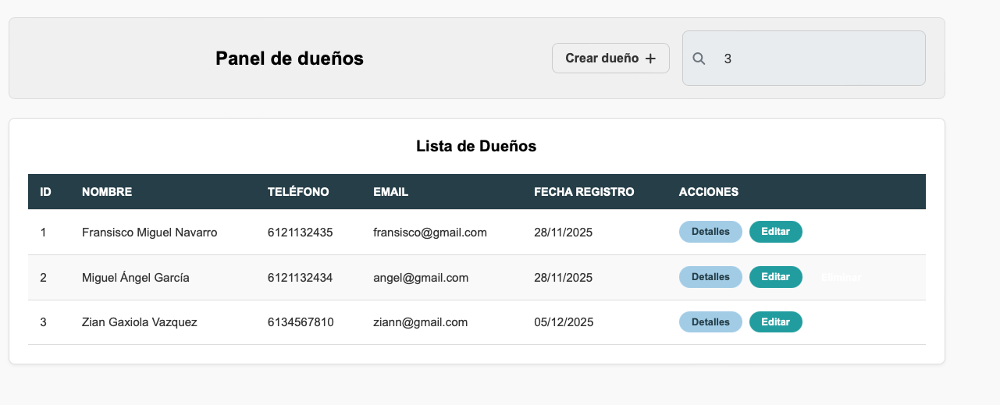 Panel de dueños
Crear dueño +
3
Lista de Dueños
ID NOMBRE TELÉFONO EMAIL FECHA REGISTRO ACCIONES
1 Fransisco Miguel Navarro 6121132435 fransisco@gmail.com 28/11/2025 Detalles Editar
2 Miguel Ángel García 6121132434 angel@gmail.com 28/11/2025 Detalles Editar Eliminar
3 Zian Gaxiola Vazquez 6134567810 ziann@gmail.com 05/12/2025 Detalles Editar